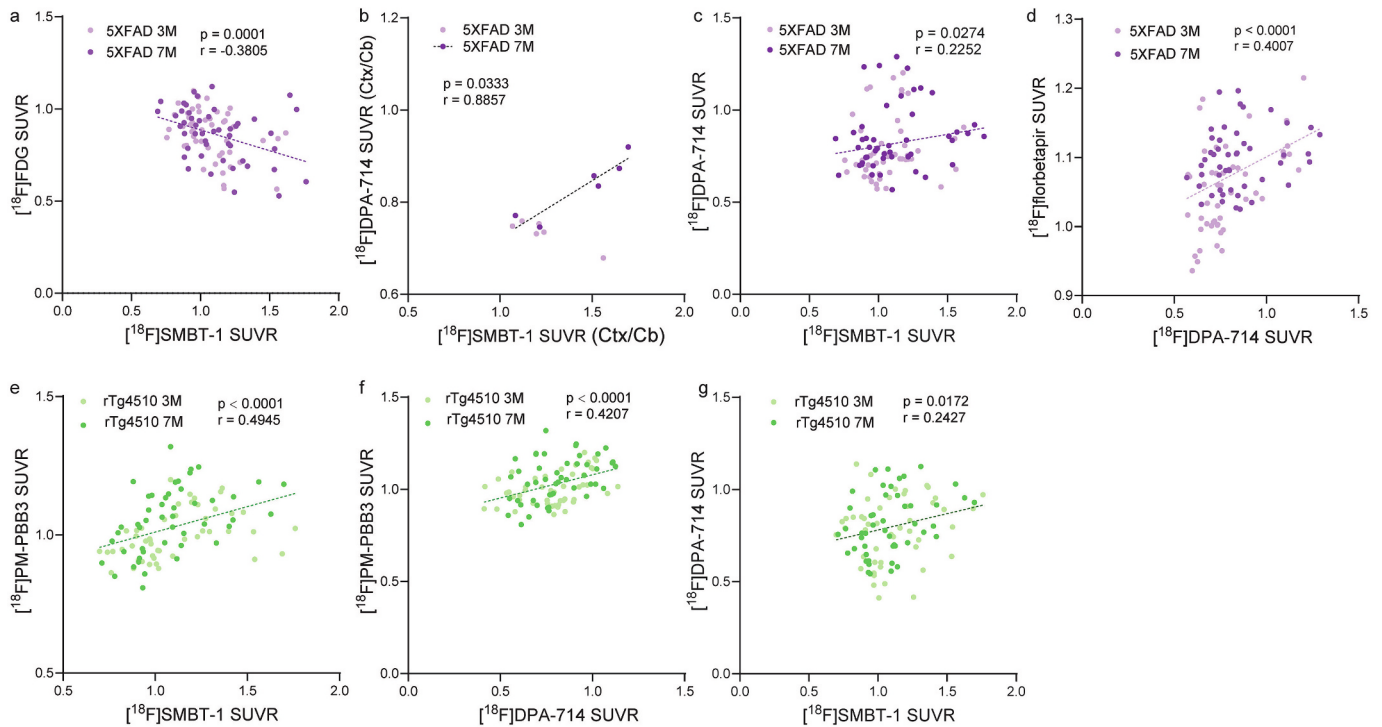 a
1.5
1.0
0.5
0.0
0.0
0.5
1.0
1.5
2.0
[¹⁸F]FDG SUVR
[¹⁸F]SMBT-1 SUVR
5XFAD 3M
5XFAD 7M
p = 0.0001
r = -0.3805
b
1.2
1.0
0.8
0.6
0.0
0.5
1.0
1.5
2.0
[¹⁸F]DPA-714 SUVR (Ctx/Cb)
[¹⁸F]SMBT-1 SUVR (Ctx/Cb)
5XFAD 3M
5XFAD 7M
p = 0.0333
r = 0.8857
c
1.5
1.0
0.5
0.0
0.0
0.5
1.0
1.5
2.0
[¹⁸F]DPA-714 SUVR
[¹⁸F]SMBT-1 SUVR
5XFAD 3M
5XFAD 7M
p = 0.0274
r = 0.2252
d
1.3
1.2
1.1
1.0
0.9
0.0
0.5
1.0
1.5
[¹⁸F]florbetapir SUVR
[¹⁸F]DPA-714 SUVR
5XFAD 3M
5XFAD 7M
p < 0.0001
r = 0.4007
e
1.5
1.0
0.5
0.5
1.0
1.5
2.0
[¹⁸F]PM-PBB3 SUVR
[¹⁸F]SMBT-1 SUVR
rTg4510 3M
rTg4510 7M
p < 0.0001
r = 0.4945
f
1.5
1.0
0.5
0.0
0.0
0.5
1.0
1.5
[¹⁸F]PM-PBB3 SUVR
[¹⁸F]DPA-714 SUVR
rTg4510 3M
rTg4510 7M
p < 0.0001
r = 0.4207
g
1.5
1.0
0.5
0.0
0.0
0.5
1.0
1.5
2.0
[¹⁸F]DPA-714 SUVR
[¹⁸F]SMBT-1 SUVR
rTg4510 3M
rTg4510 7M
p = 0.0172
r = 0.2427